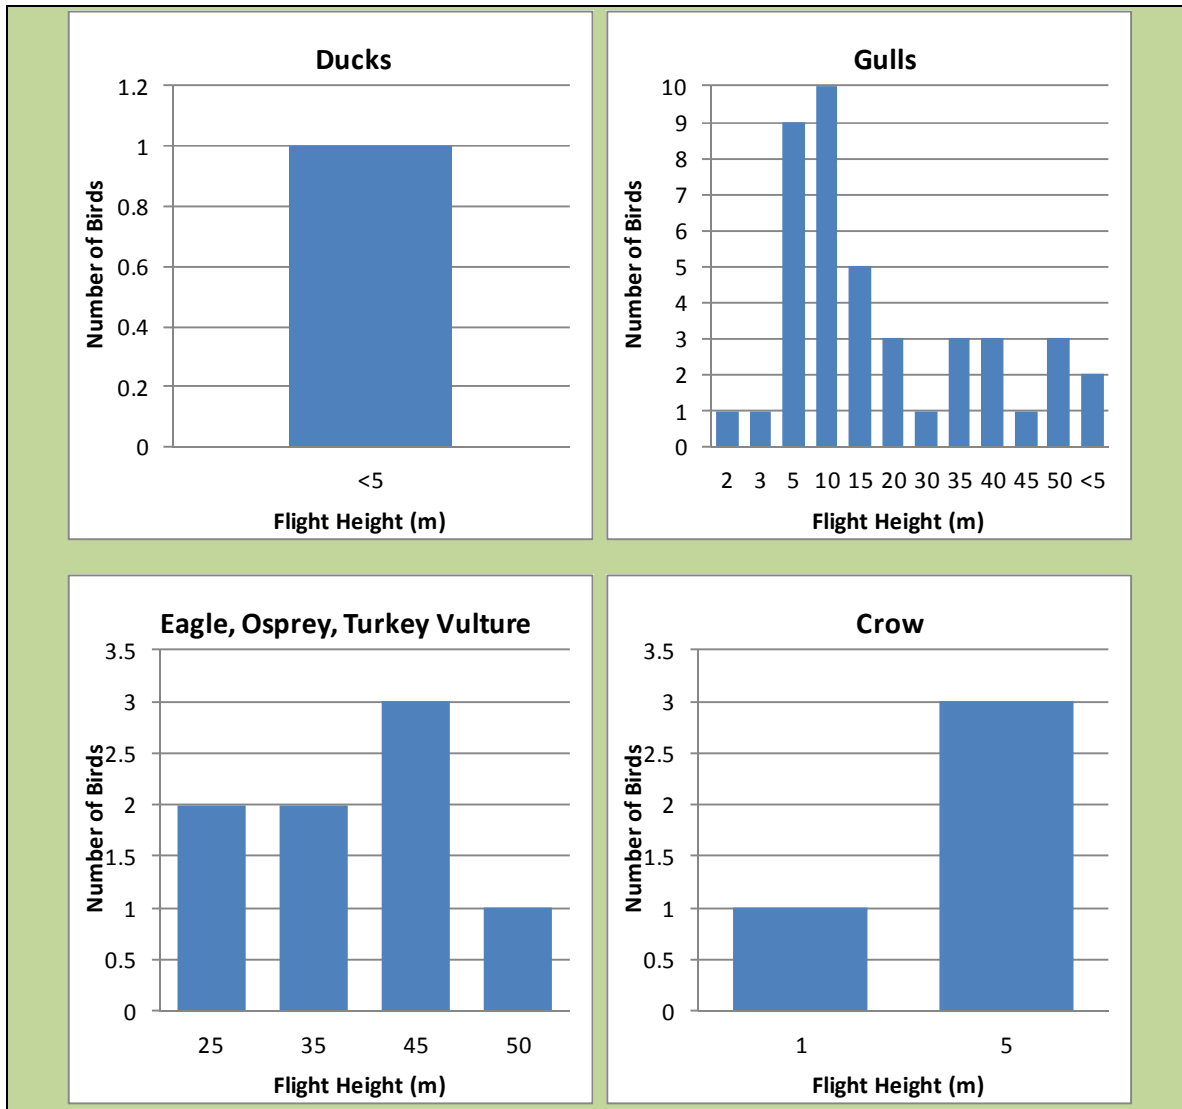 Ducks
1.2
1
0.8
0.6
0.4
0.2
0
Number of Birds
<5
Flight Height (m)
Gulls
10
9
8
7
6
5
4
3
2
1
0
Number of Birds
2 3 5 10 15 20 30 35 40 45 50 <5
Flight Height (m)
Eagle, Osprey, Turkey Vulture
3.5
3
2.5
2
1.5
1
0.5
0
Number of Birds
25 35 45 50
Flight Height (m)
Crow
3.5
3
2.5
2
1.5
1
0.5
0
Number of Birds
1 5
Flight Height (m)